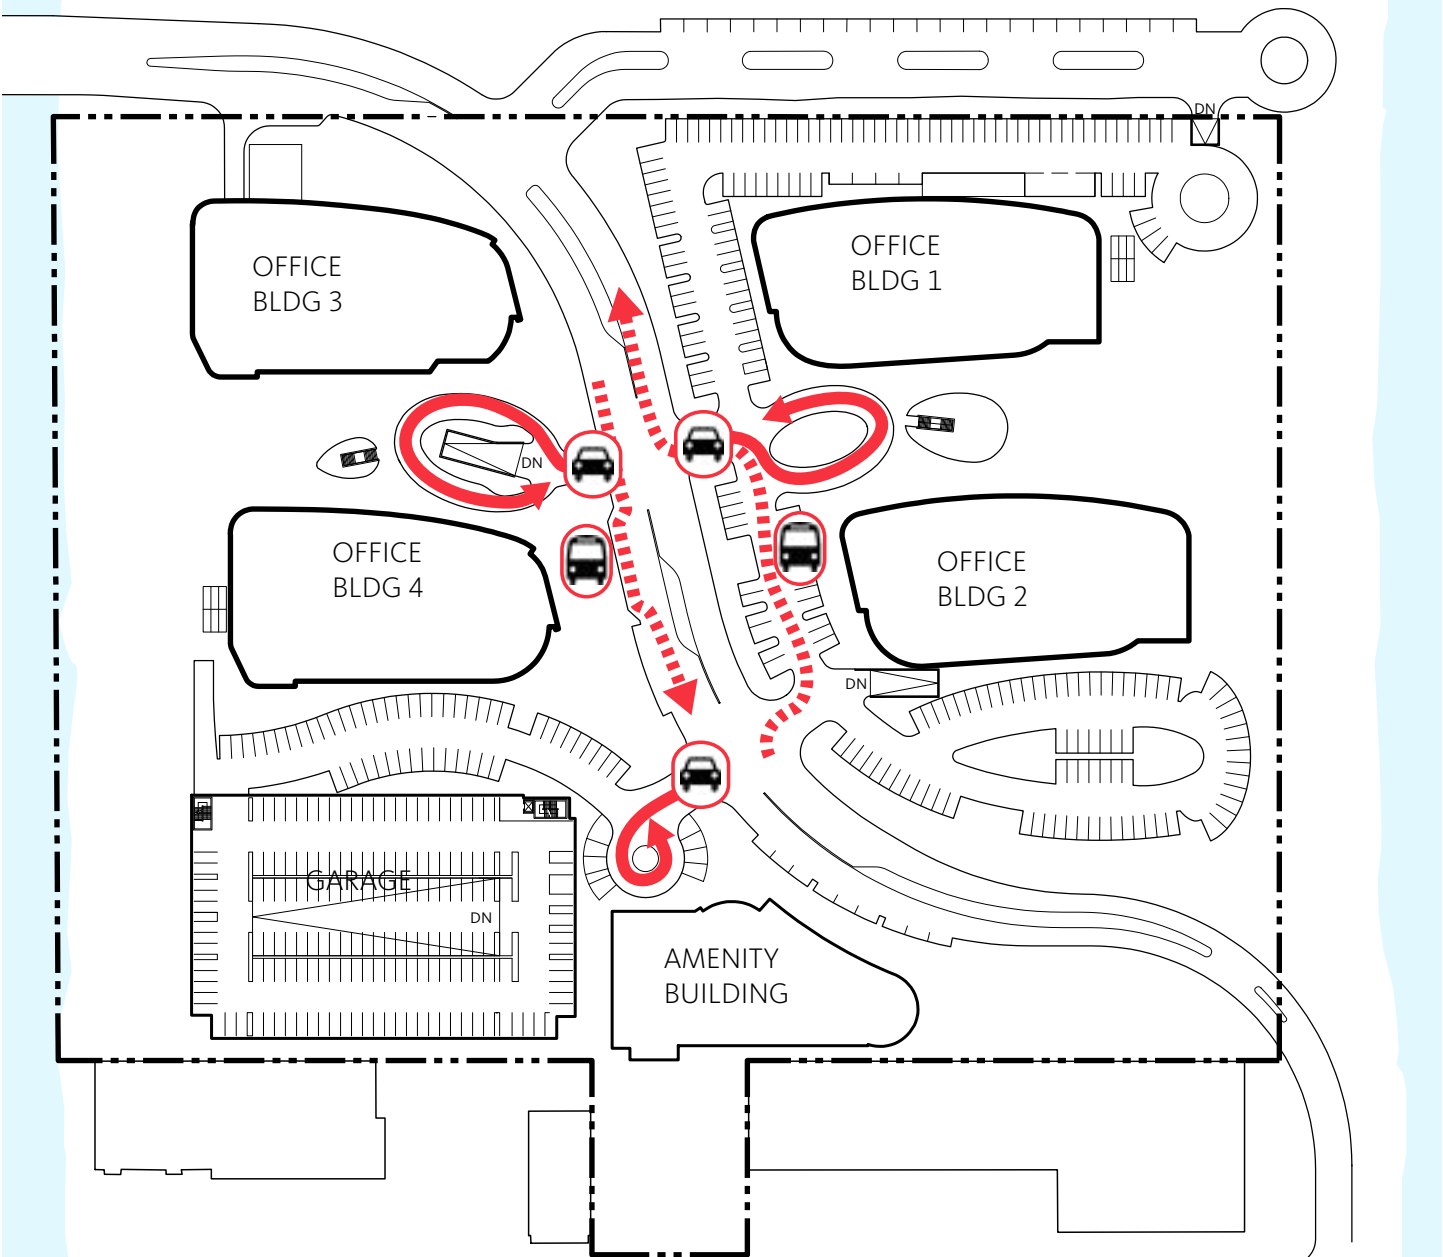 DN
OFFICE
BLDG 3
OFFICE
BLDG 1
DN
OFFICE
BLDG 4
OFFICE
BLDG 2
DN
GARAGE
DN
AMENITY
BUILDING